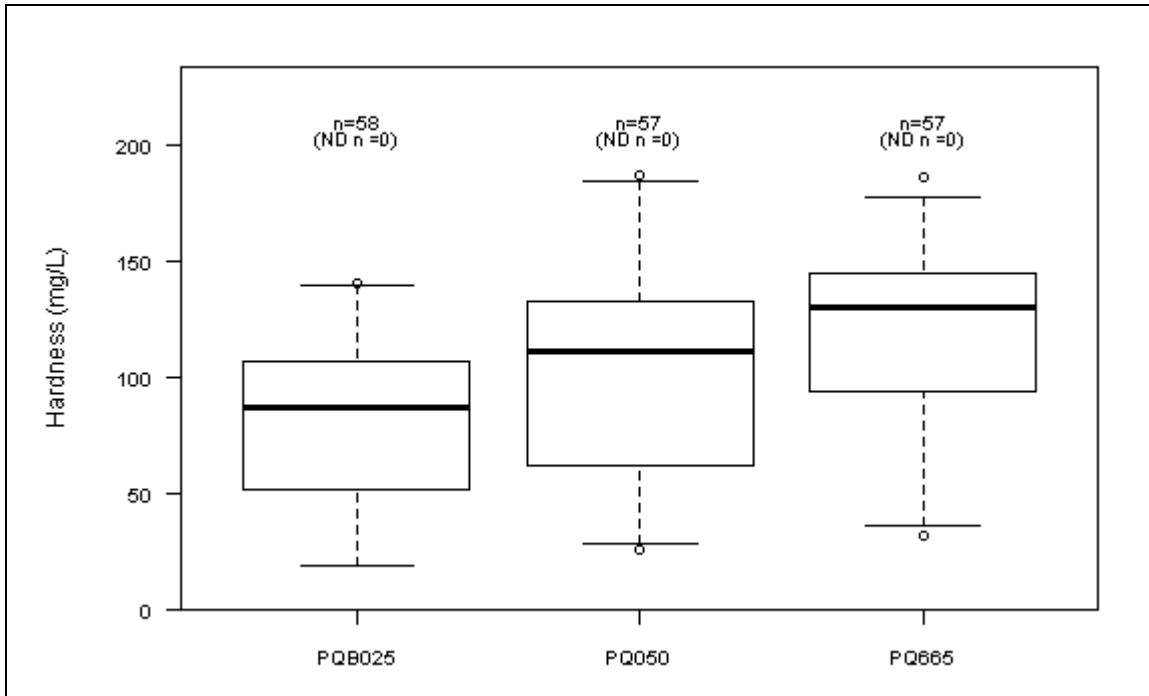 n=58
(ND n =0)
n=57
(ND n =0)
n=57
(ND n =0)
200
150
100
50
0
Hardness (mg/L)
PQB025
PQ050
PQ665